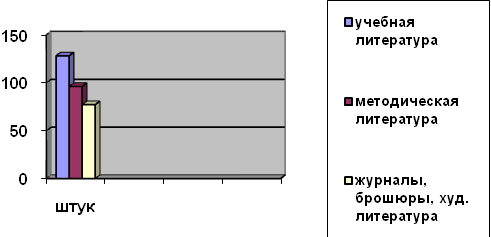 150
100
50
0
штук
учебная
литература
методическая
литература
журналы,
брошюры, худ.
литература